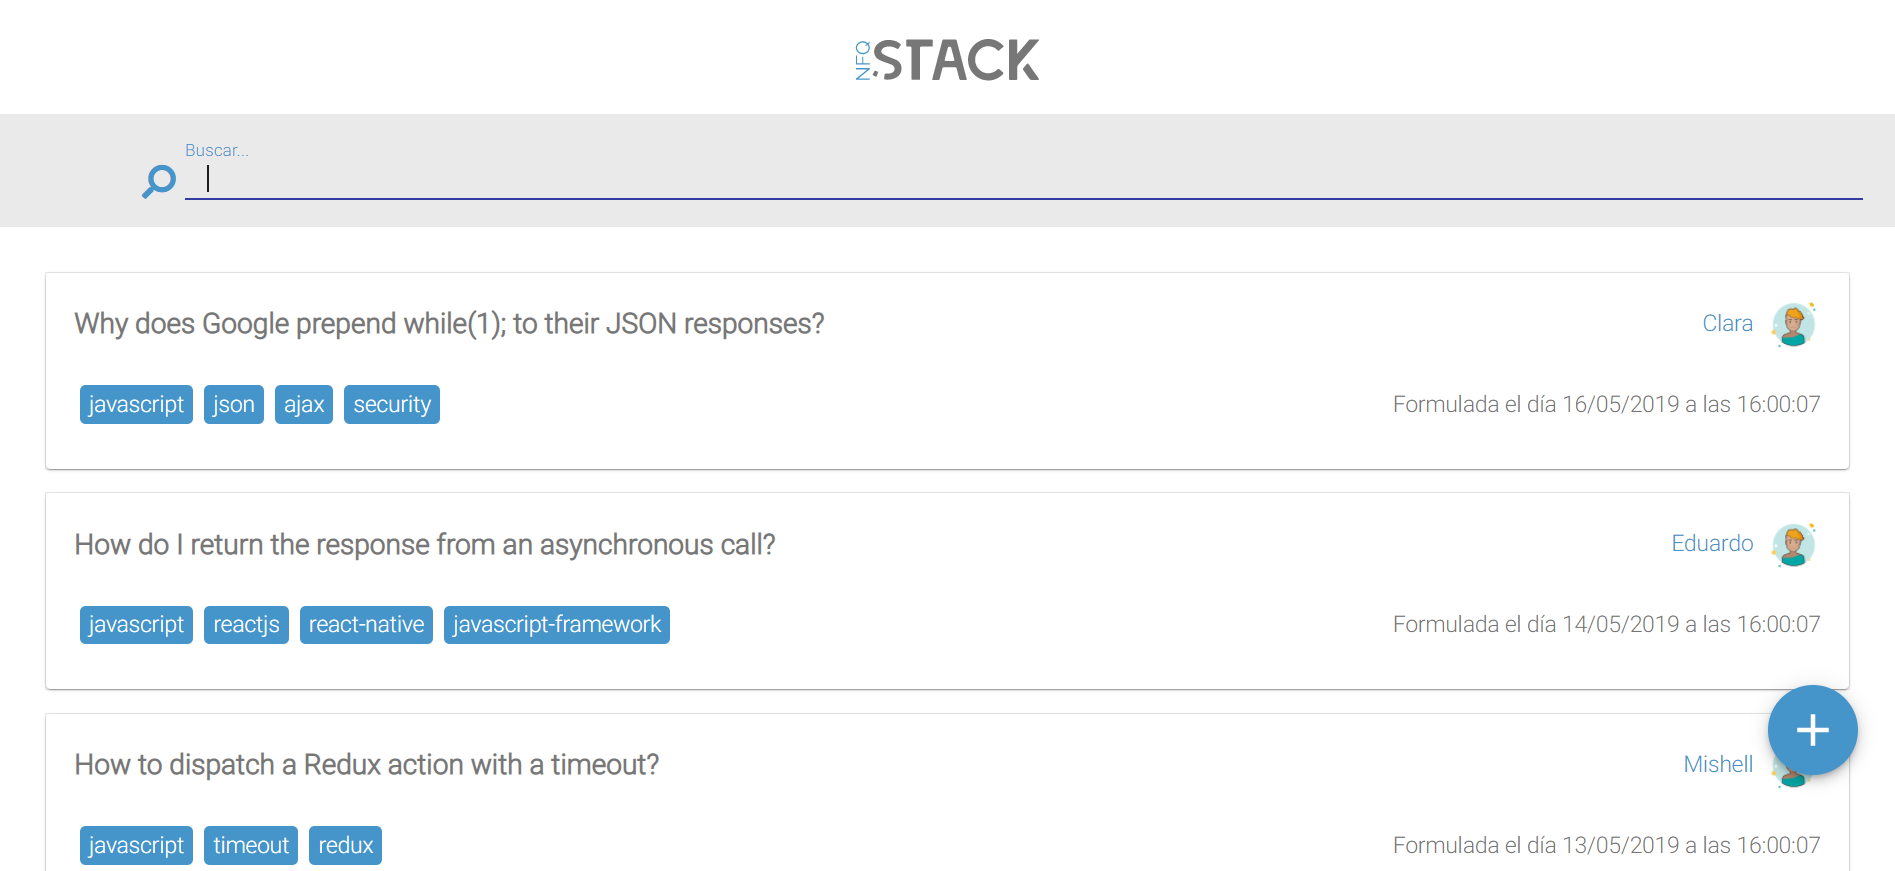 NFQ STACK
Buscar...
Why does Google prepend while(1); to their JSON responses?
Clara
javascript json ajax security
Formulada el día 16/05/2019 a las 16:00:07
How do I return the response from an asynchronous call?
Eduardo
javascript reactjs react-native javascript-framework
Formulada el día 14/05/2019 a las 16:00:07
How to dispatch a Redux action with a timeout?
Mishell
javascript timeout redux
Formulada el día 13/05/2019 a las 16:00:07